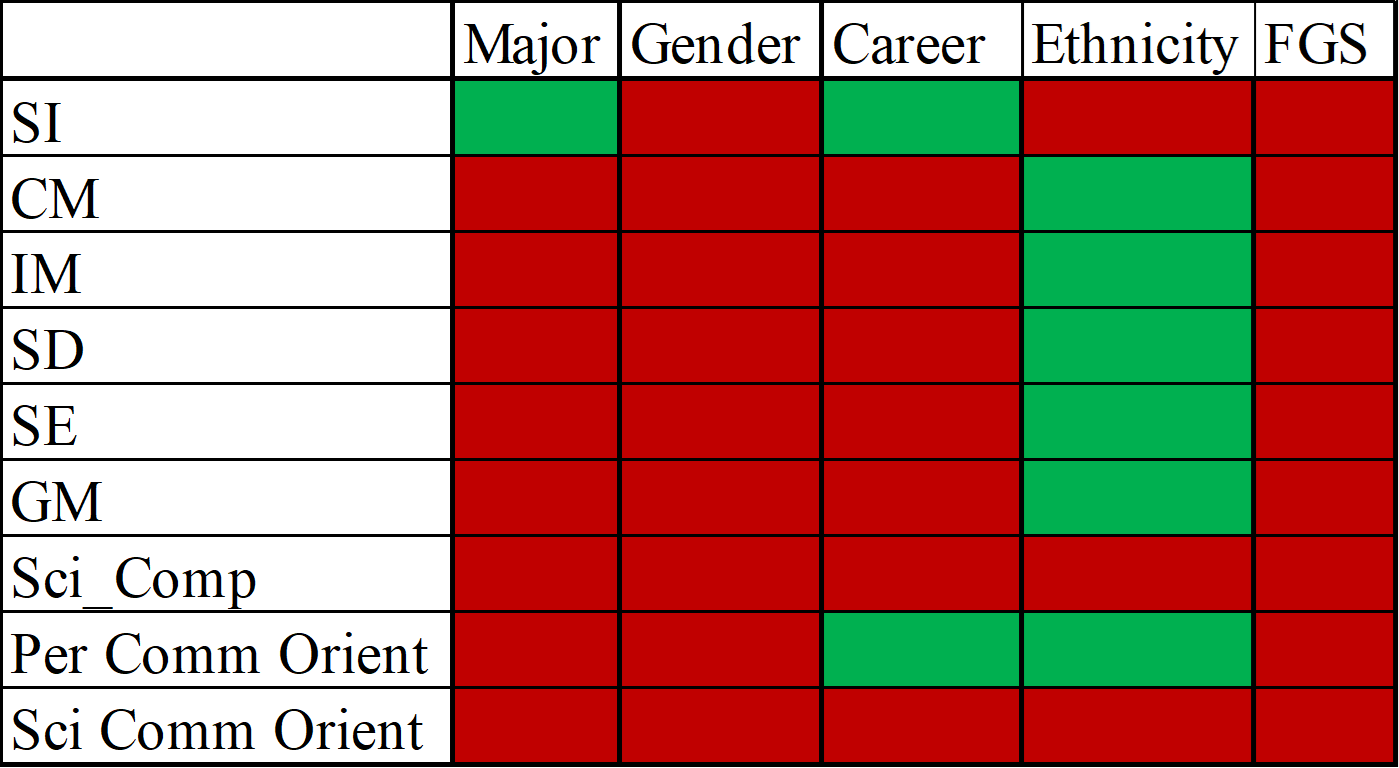 Major Gender Career Ethnicity FGS
SI
CM
IM
SD
SE
GM
Sci_Comp
Per Comm Orient
Sci Comm Orient